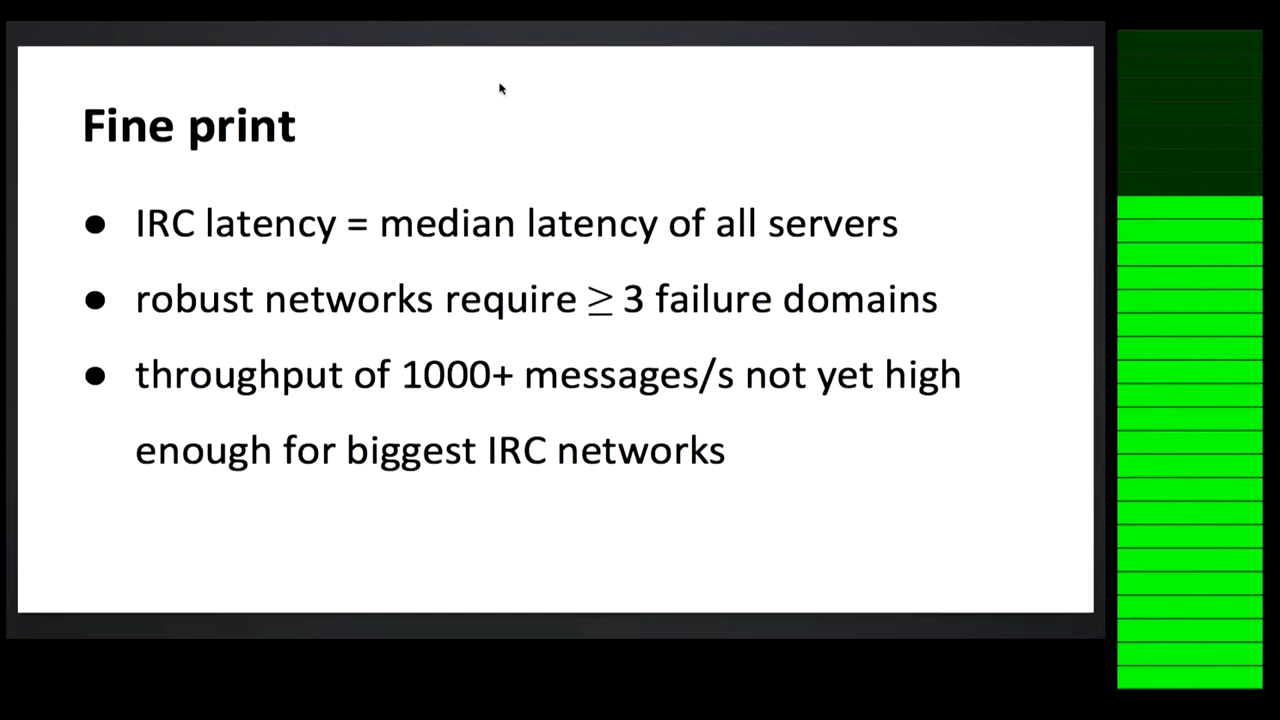 Fine print
● IRC latency = median latency of all servers
● robust networks require ≥ 3 failure domains
● throughput of 1000+ messages/s not yet high
enough for biggest IRC networks